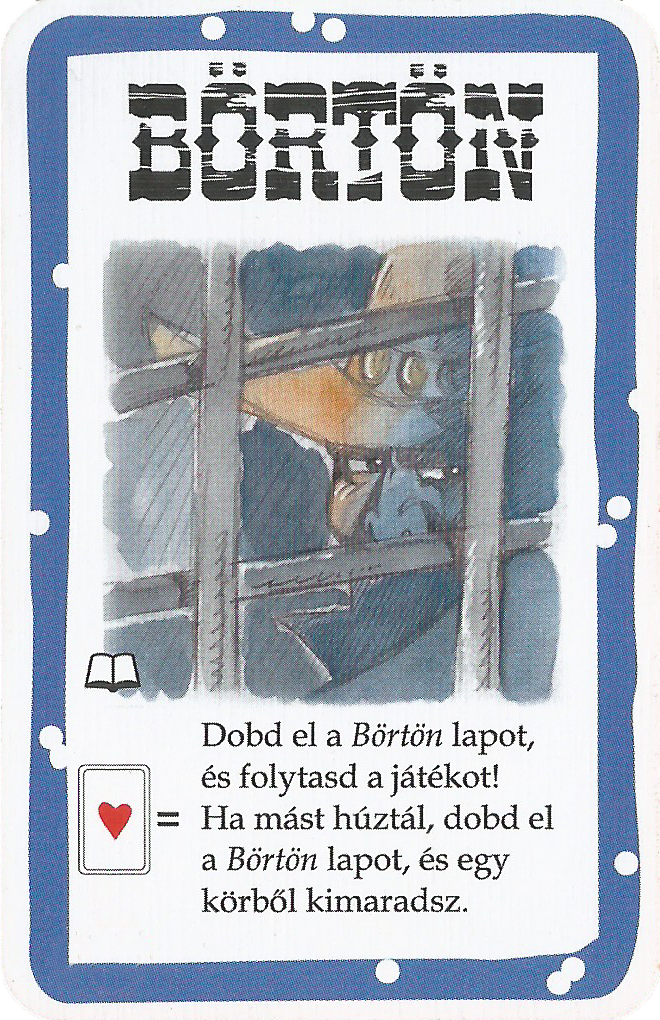 BÖRTÖN
Dobd el a Börtön lapot,
és folytasd a játékot!
= Ha mást húztál, dobd el
a Börtön lapot, és egy
körből kimaradsz.